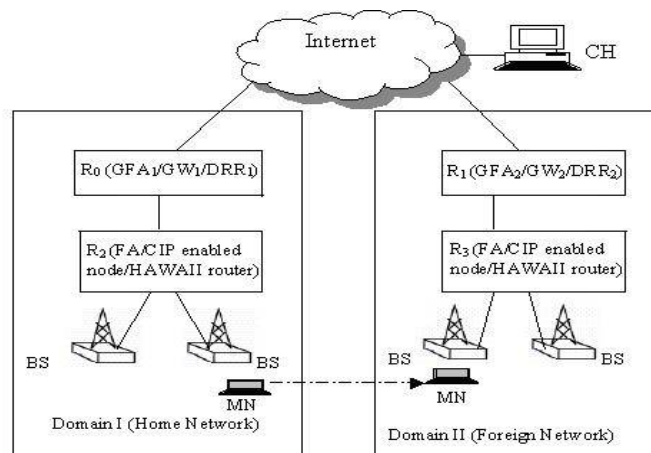 Internet
CH
R0 (GFA1/GW1/DRR1)
R1 (GFA2/GW2/DRR2)
R2 (FA/CIP enabled
node/HAWAII router)
R3 (FA/CIP enabled
node/HAWAII router)
BS
BS
BS
BS
MN
MN
Domain I (Home Network)
Domain II (Foreign Network)